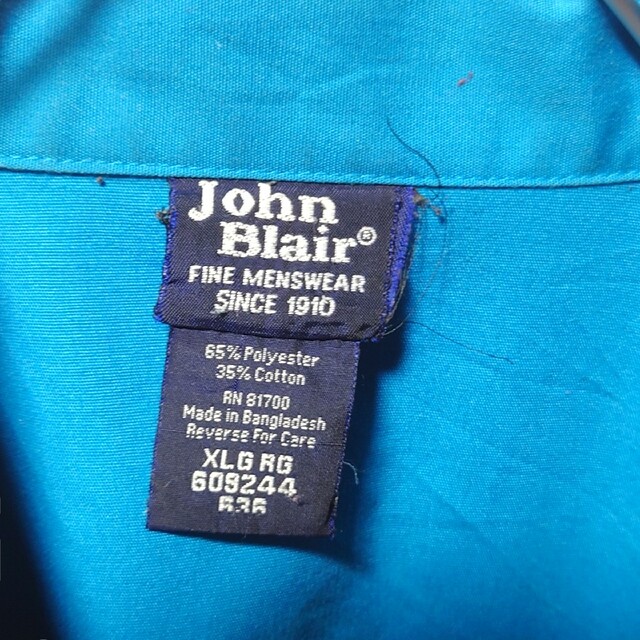 John
Blair®
FINE MENSWEAR
SINCE 1910
65% Polyester
35% Cotton
RN 81700
Made in Bangladesh
Reverse For Care
XLG RG
609244